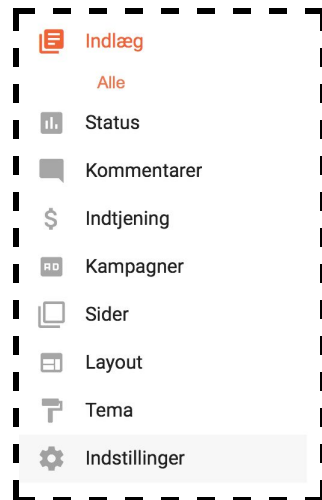 Indlæg
Alle
Status
Kommentarer
Indtjening
Kampagner
Sider
Layout
Tema
Indstillinger